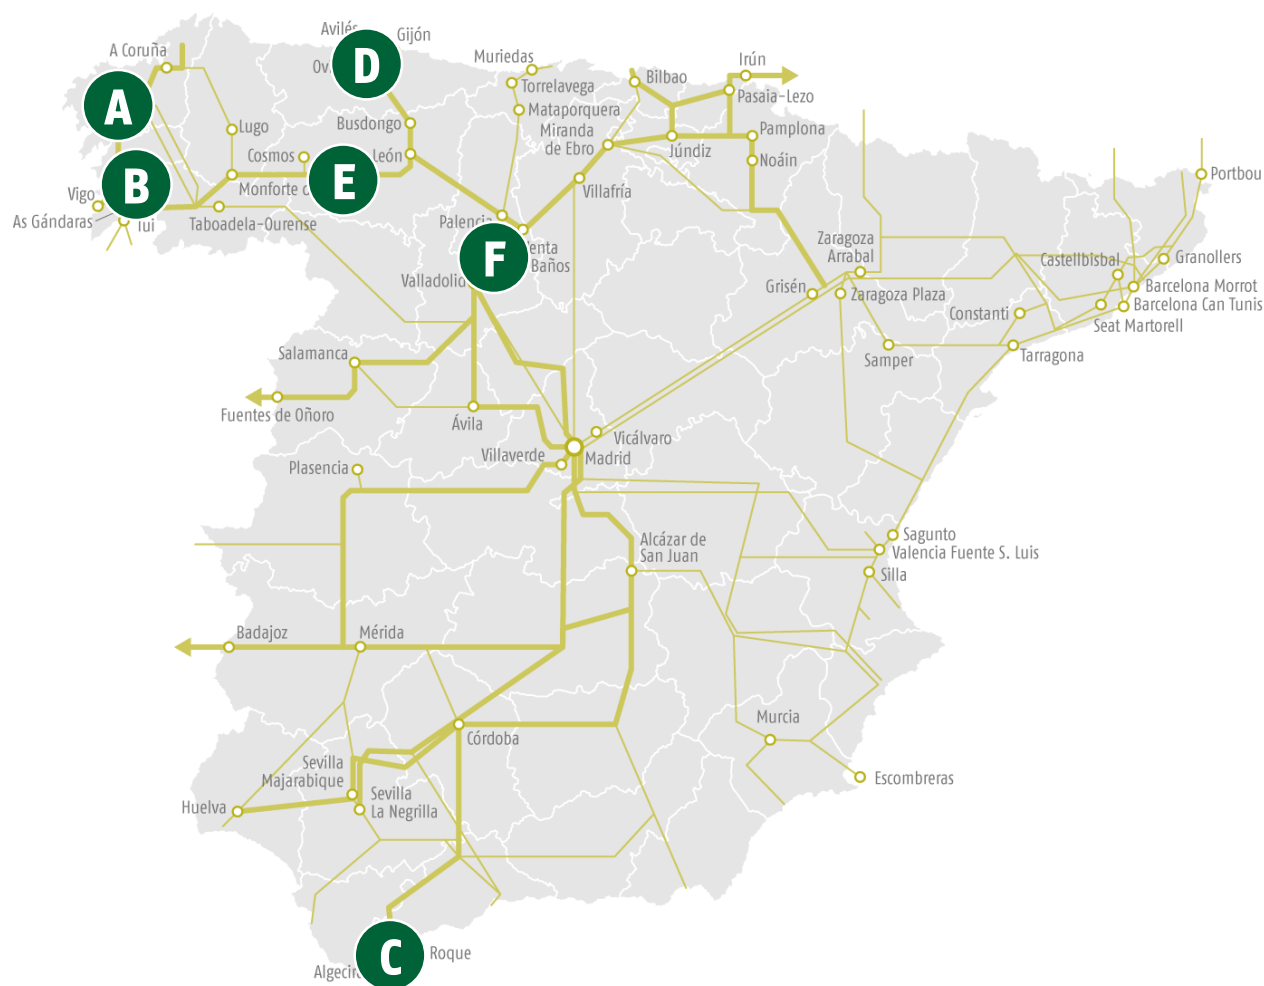 Avilés
Gijón
A Coruña
D
Ov
Muriedas
Irún
Bilbao
Torrelavega
Pasaia-Lezo
A
Mataporquera
Busdongo
Lugo
Miranda
de Ebro
Pamplona
Cosmos
León
Júndiz
Noáin
B
E
Monforte
Villafría
Portbou
Vigo
As Gándaras
Tui
Taboadela-Ourense
Palencia
F
enta
Baños
Valladolid
Zaragoza
Arrabal
Castellbisbal
Granollers
Grisén
Zaragoza Plaza
Barcelona Morrot
Barcelona Can Tunis
Constanti
Seat Martorell
Salamanca
Samper
Tarragona
Fuentes de Oñoro
Ávila
Vicálvaro
Villaverde
Madrid
Plasencia
Alcázar de
San Juan
Sagunto
Valencia Fuente S. Luis
Silla
Badajoz
Mérida
Murcia
Córdoba
Sevilla
Majarabique
Escombreras
Sevilla
La Negrilla
Huelva
C
Roque
Algecir